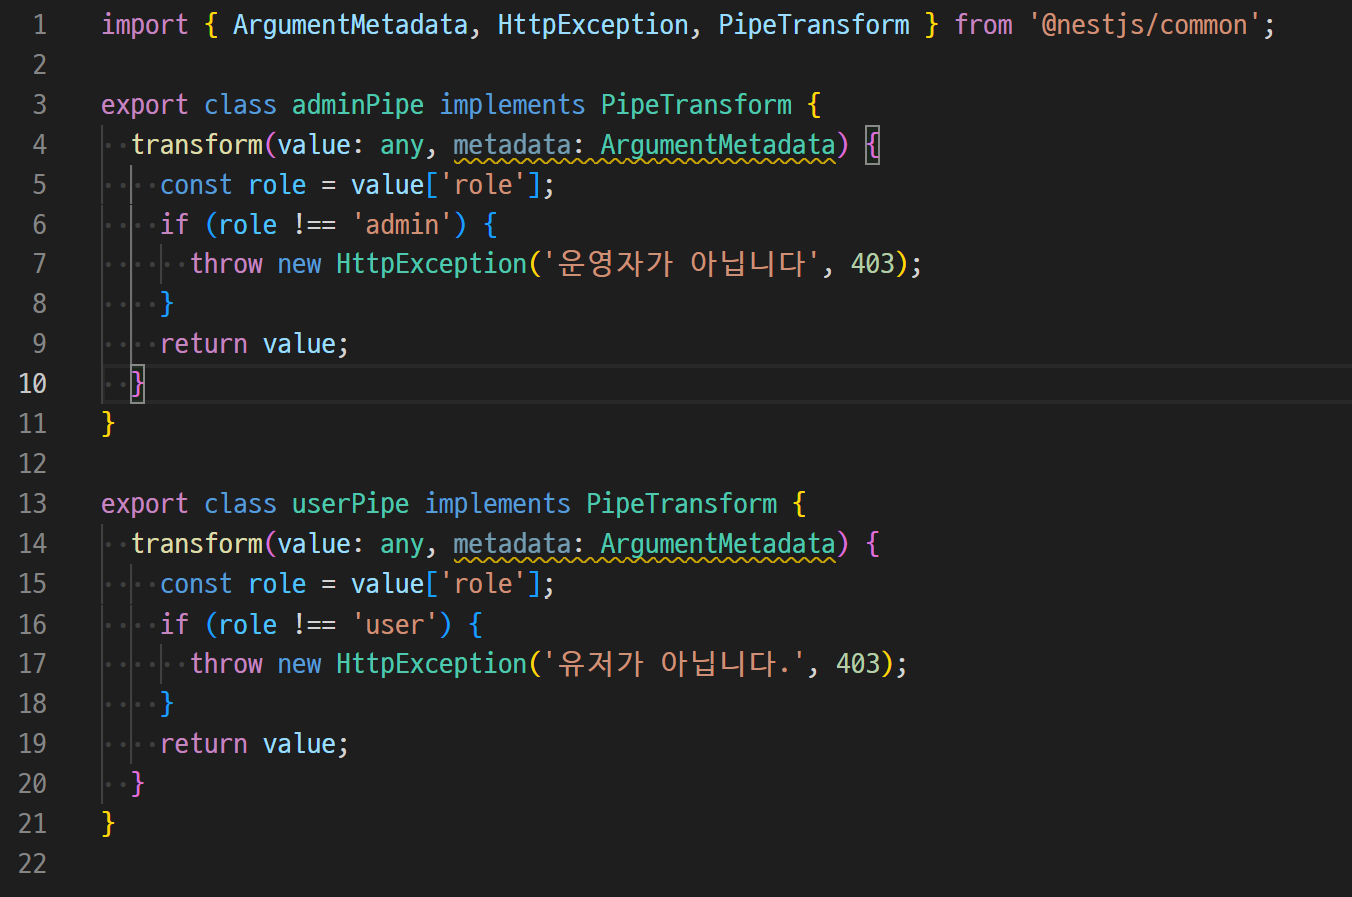 1 import { ArgumentMetadata, HttpException, PipeTransform } from '@nestjs/common';
2
3 export class adminPipe implements PipeTransform {
4 transform(value: any, metadata: ArgumentMetadata) {
5 const role = value['role'];
6 if (role !== 'admin') {
7 throw new HttpException('운영자가 아닙니다', 403);
8 }
9 return value;
10 }
11 }
12
13 export class userPipe implements PipeTransform {
14 transform(value: any, metadata: ArgumentMetadata) {
15 const role = value['role'];
16 if (role !== 'user') {
17 throw new HttpException('유저가 아닙니다.', 403);
18 }
19 return value;
20 }
21 }
22